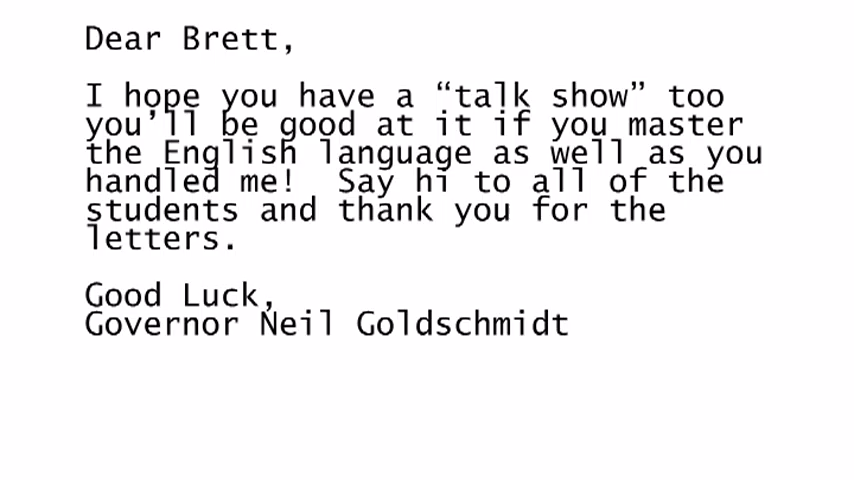 Dear Brett,
I hope you have a “talk show” too
you’ll be good at it if you master
the English language as well as you
handled me!  Say hi to all of the
students and thank you for the
letters.
Good Luck,
Governor Neil Goldschmidt